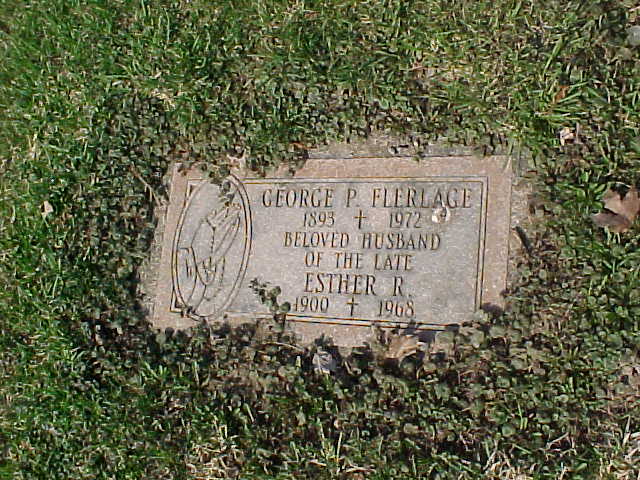 GEORGE P. FLERLAGE
1893 ✝ 1972
BELOVED HUSBAND
OF THE LATE
ESTHER R.
1900 ✝ 1968